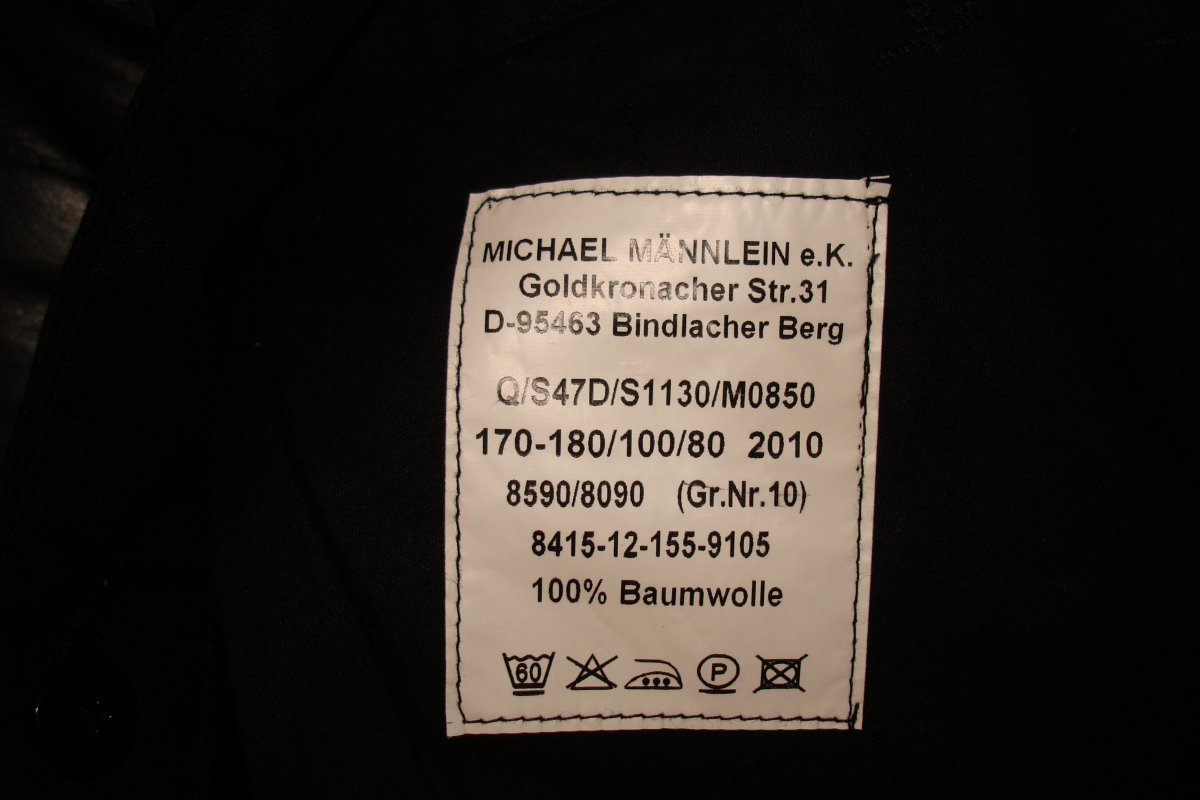 MICHAEL MÄNNLEIN e.K.
Goldkronacher Str.31
D-95463 Bindlacher Berg
Q/S47D/S1130/M0850
170-180/100/80 2010
8590/8090 (Gr.Nr.10)
8415-12-155-9105
100% Baumwolle
60 P